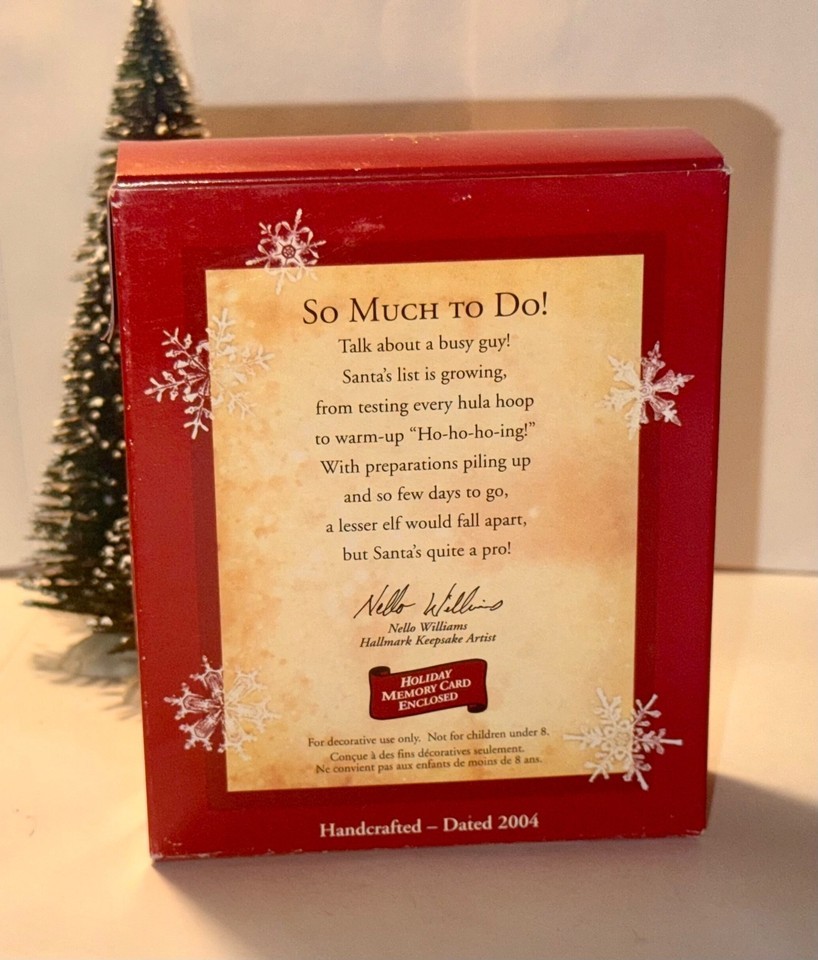 So Much to Do!
Talk about a busy guy!
Santa's list is growing,
from testing every hula hoop
to warm-up “Ho-ho-ho-ing!”
With preparations piling up
and so few days to go,
a lesser elf would fall apart,
but Santa's quite a pro!
Nello Williams
Nello Williams
Hallmark Keepsake Artist
HOLIDAY
MEMORY CARD
ENCLOSED
For decorative use only. Not for children under 8.
Conçue à des fins décoratives seulement.
Ne convient pas aux enfants de moins de 8 ans.
Handcrafted – Dated 2004